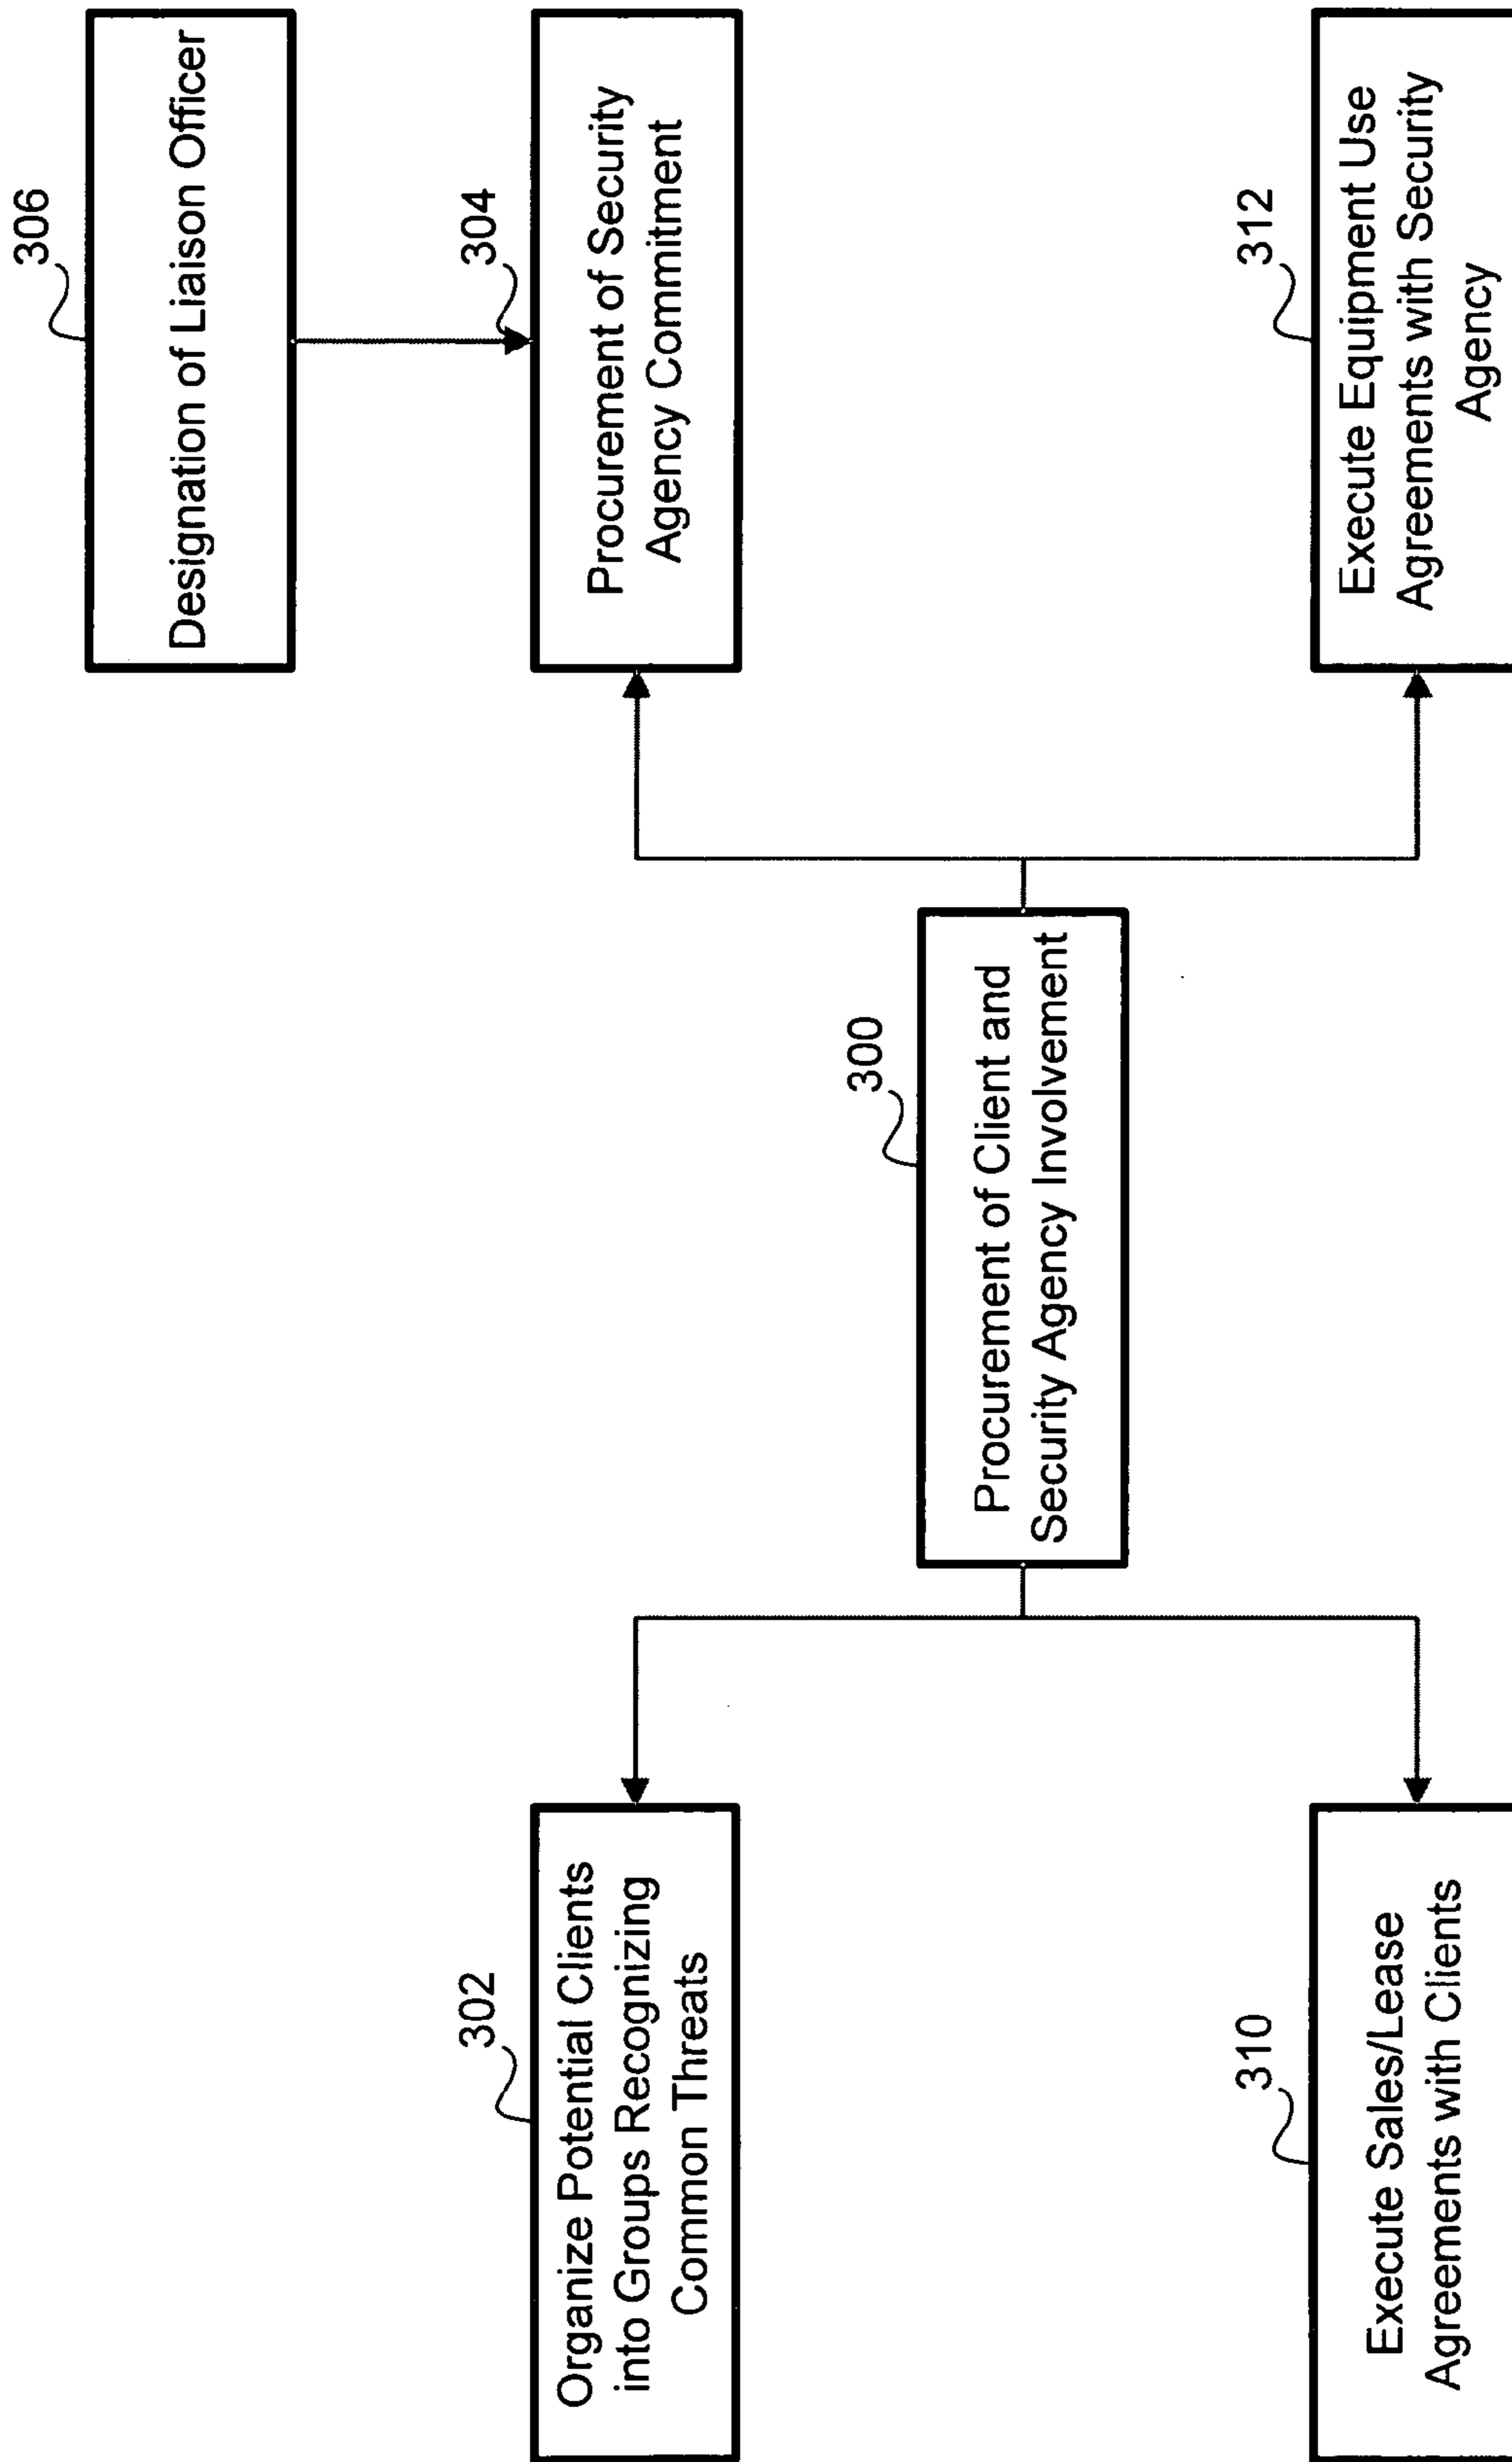 306
Designation of Liaison Officer
302
Organize Potential Clients
into Groups Recognizing
Common Threats
304
Procurement of Security
Agency Commitment
300
Procurement of Client and
Security Agency Involvement
310
Execute Sales/Lease
Agreements with Clients
312
Execute Equipment Use
Agreements with Security
Agency